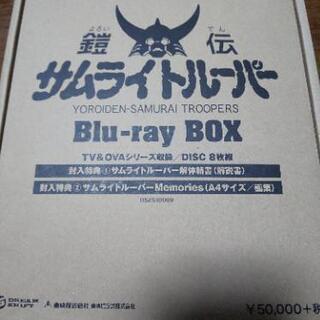 よろい でん
鎧 伝
サムライトルーパー
YOROIDEN-SAMURAI TROOPERS
Blu-ray BOX
TV&OVAシリーズ収録/DISC 8枚組
封入特典①サムライトルーパー解体精書(解説書)
封入特典②サムライトルーパーMemories(A4サイズ/画集)
¥50,000+税